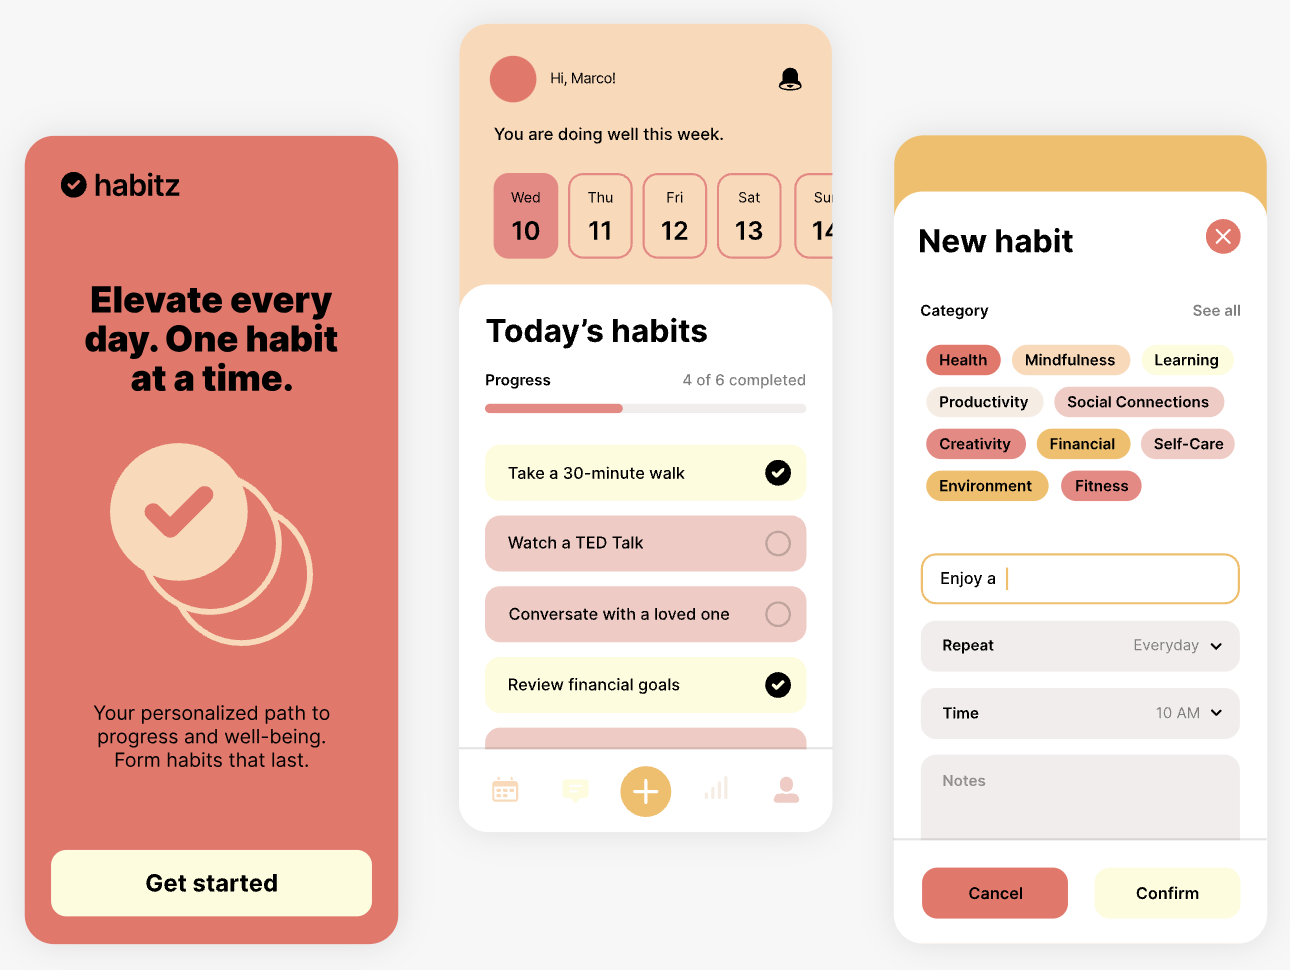 habitz
Elevate every
day. One habit
at a time.
Your personalized path to
progress and well-being.
Form habits that last.
Get started
Hi, Marco!
You are doing well this week.
Wed Thu Fri Sat Sun
10 11 12 13 14
Today’s habits
Progress 4 of 6 completed
Take a 30-minute walk
Watch a TED Talk
Conversate with a loved one
Review financial goals
New habit
Category See all
Health Mindfulness Learning
Productivity Social Connections
Creativity Financial Self-Care
Environment Fitness
Enjoy a
Repeat Everyday
Time 10 AM
Notes
Cancel Confirm